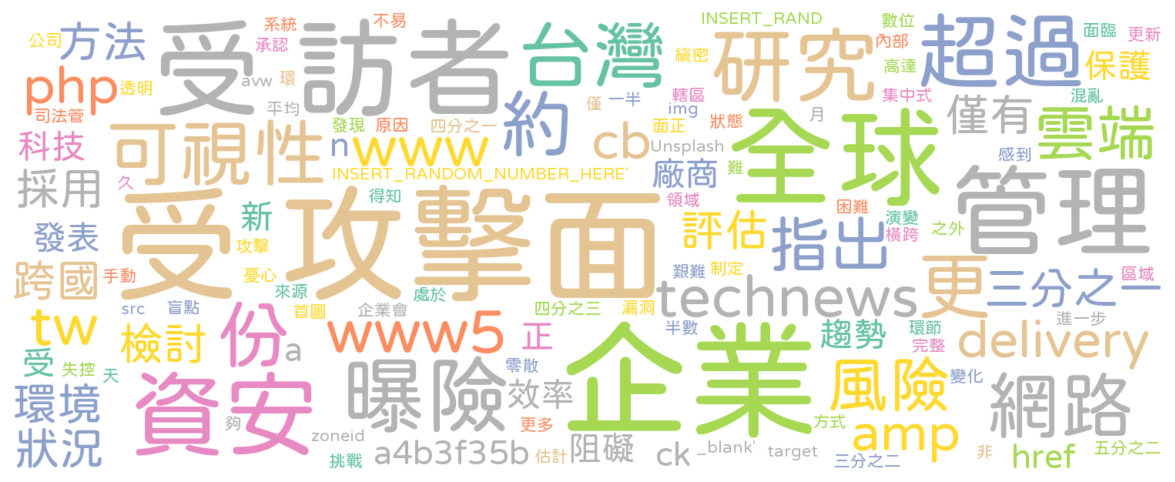 公司
方法
系統
承認
不易
受訪者
台灣
INSERT_RAND
研究
縝密
數位
內部
高達
超過
面臨
更新
保護
php
透明
司法管
aww
環
平均
約
僅
一半
轄區
img
面正
狀態
集中式
月
混亂
僅有
雲端
科技
可視性
發現
原因
四分之一
n
www
cb
Unsplash
廠商
難
全球
感到
採用
久
INSERT_RANDOM_NUMBER_HERE'
得知
領域
管理
發表
新
攻擊
受攻擊面
評估
指出
困難
演變
橫跨
之外
跨國
手動
憂心
來源
首圖
處於
艱難
制定
technews
更
三分之一
區域
tw
src
盲點
企業會
四分之三
漏洞
半數
環節
完整
進一步
受
失控
天
檢討
份
a
www5
正
企業
趨勢
delivery
環境
狀況
資安
夠
曝險
零散
效率
更多
風險
變化
網路
zoneid
挑戰
a4b3f35b
估計
阻礙
ck
_blank'
target
方式
amp
三分之二
非
href
五分之二